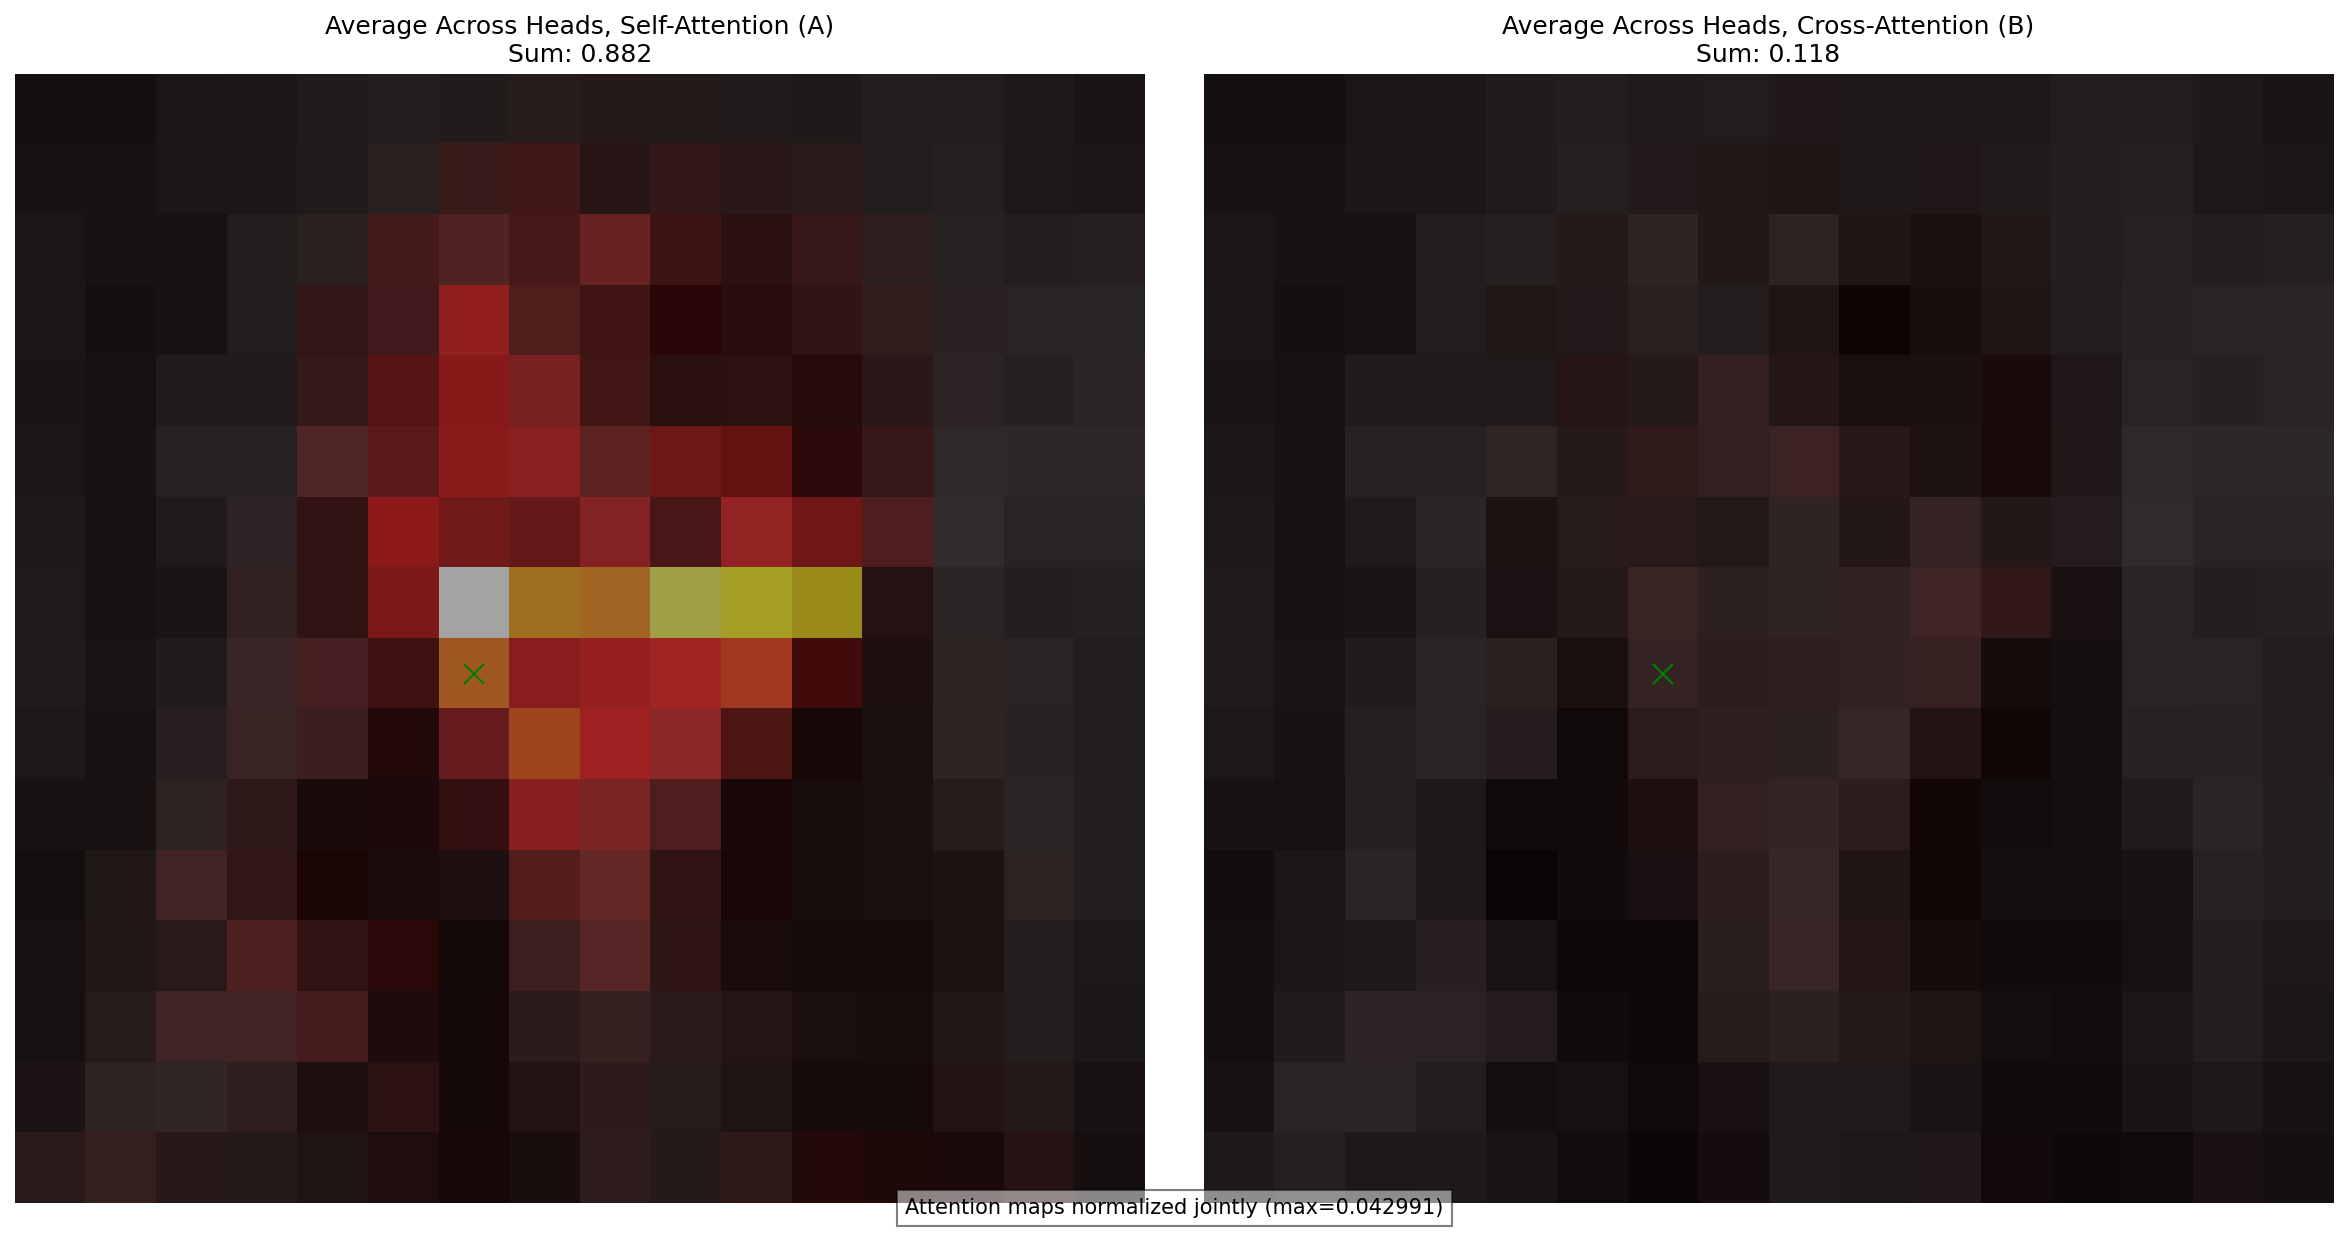 Average Across Heads, Self-Attention (A)
Sum: 0.882
Average Across Heads, Cross-Attention (B)
Sum: 0.118
Attention maps normalized jointly (max=0.042991)